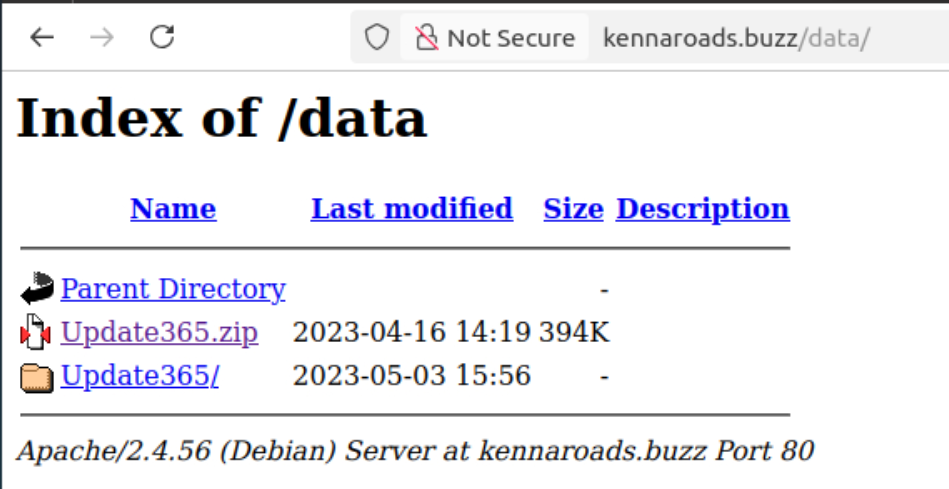 Not Secure kennaroads.buzz/data/
Index of /data
Name Last modified Size Description
Parent Directory -
Update365.zip 2023-04-16 14:19 394K
Update365/ 2023-05-03 15:56 -
Apache/2.4.56 (Debian) Server at kennaroads.buzz Port 80